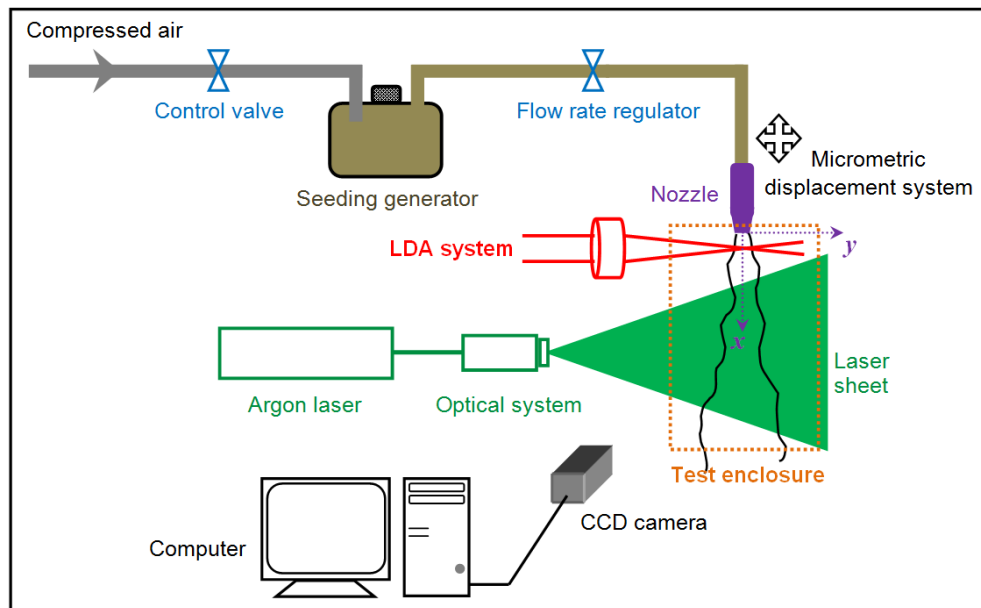 Compressed air
Control valve
Flow rate regulator
Seeding generator
Micrometric
displacement system
Nozzle
LDA system
y
x
Laser
sheet
Argon laser
Optical system
Test enclosure
CCD camera
Computer